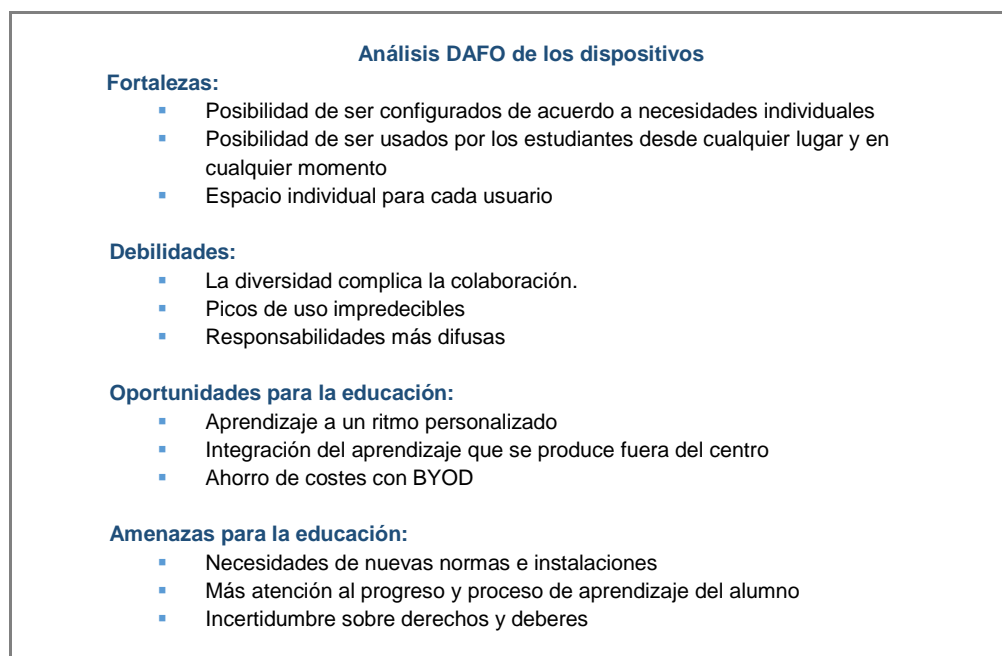 Análisis DAFO de los dispositivos
Fortalezas:
▪ Posibilidad de ser configurados de acuerdo a necesidades individuales
▪ Posibilidad de ser usados por los estudiantes desde cualquier lugar y en
cualquier momento
▪ Espacio individual para cada usuario
Debilidades:
▪ La diversidad complica la colaboración.
▪ Picos de uso impredecibles
▪ Responsabilidades más difusas
Oportunidades para la educación:
▪ Aprendizaje a un ritmo personalizado
▪ Integración del aprendizaje que se produce fuera del centro
▪ Ahorro de costes con BYOD
Amenazas para la educación:
▪ Necesidades de nuevas normas e instalaciones
▪ Más atención al progreso y proceso de aprendizaje del alumno
▪ Incertidumbre sobre derechos y deberes